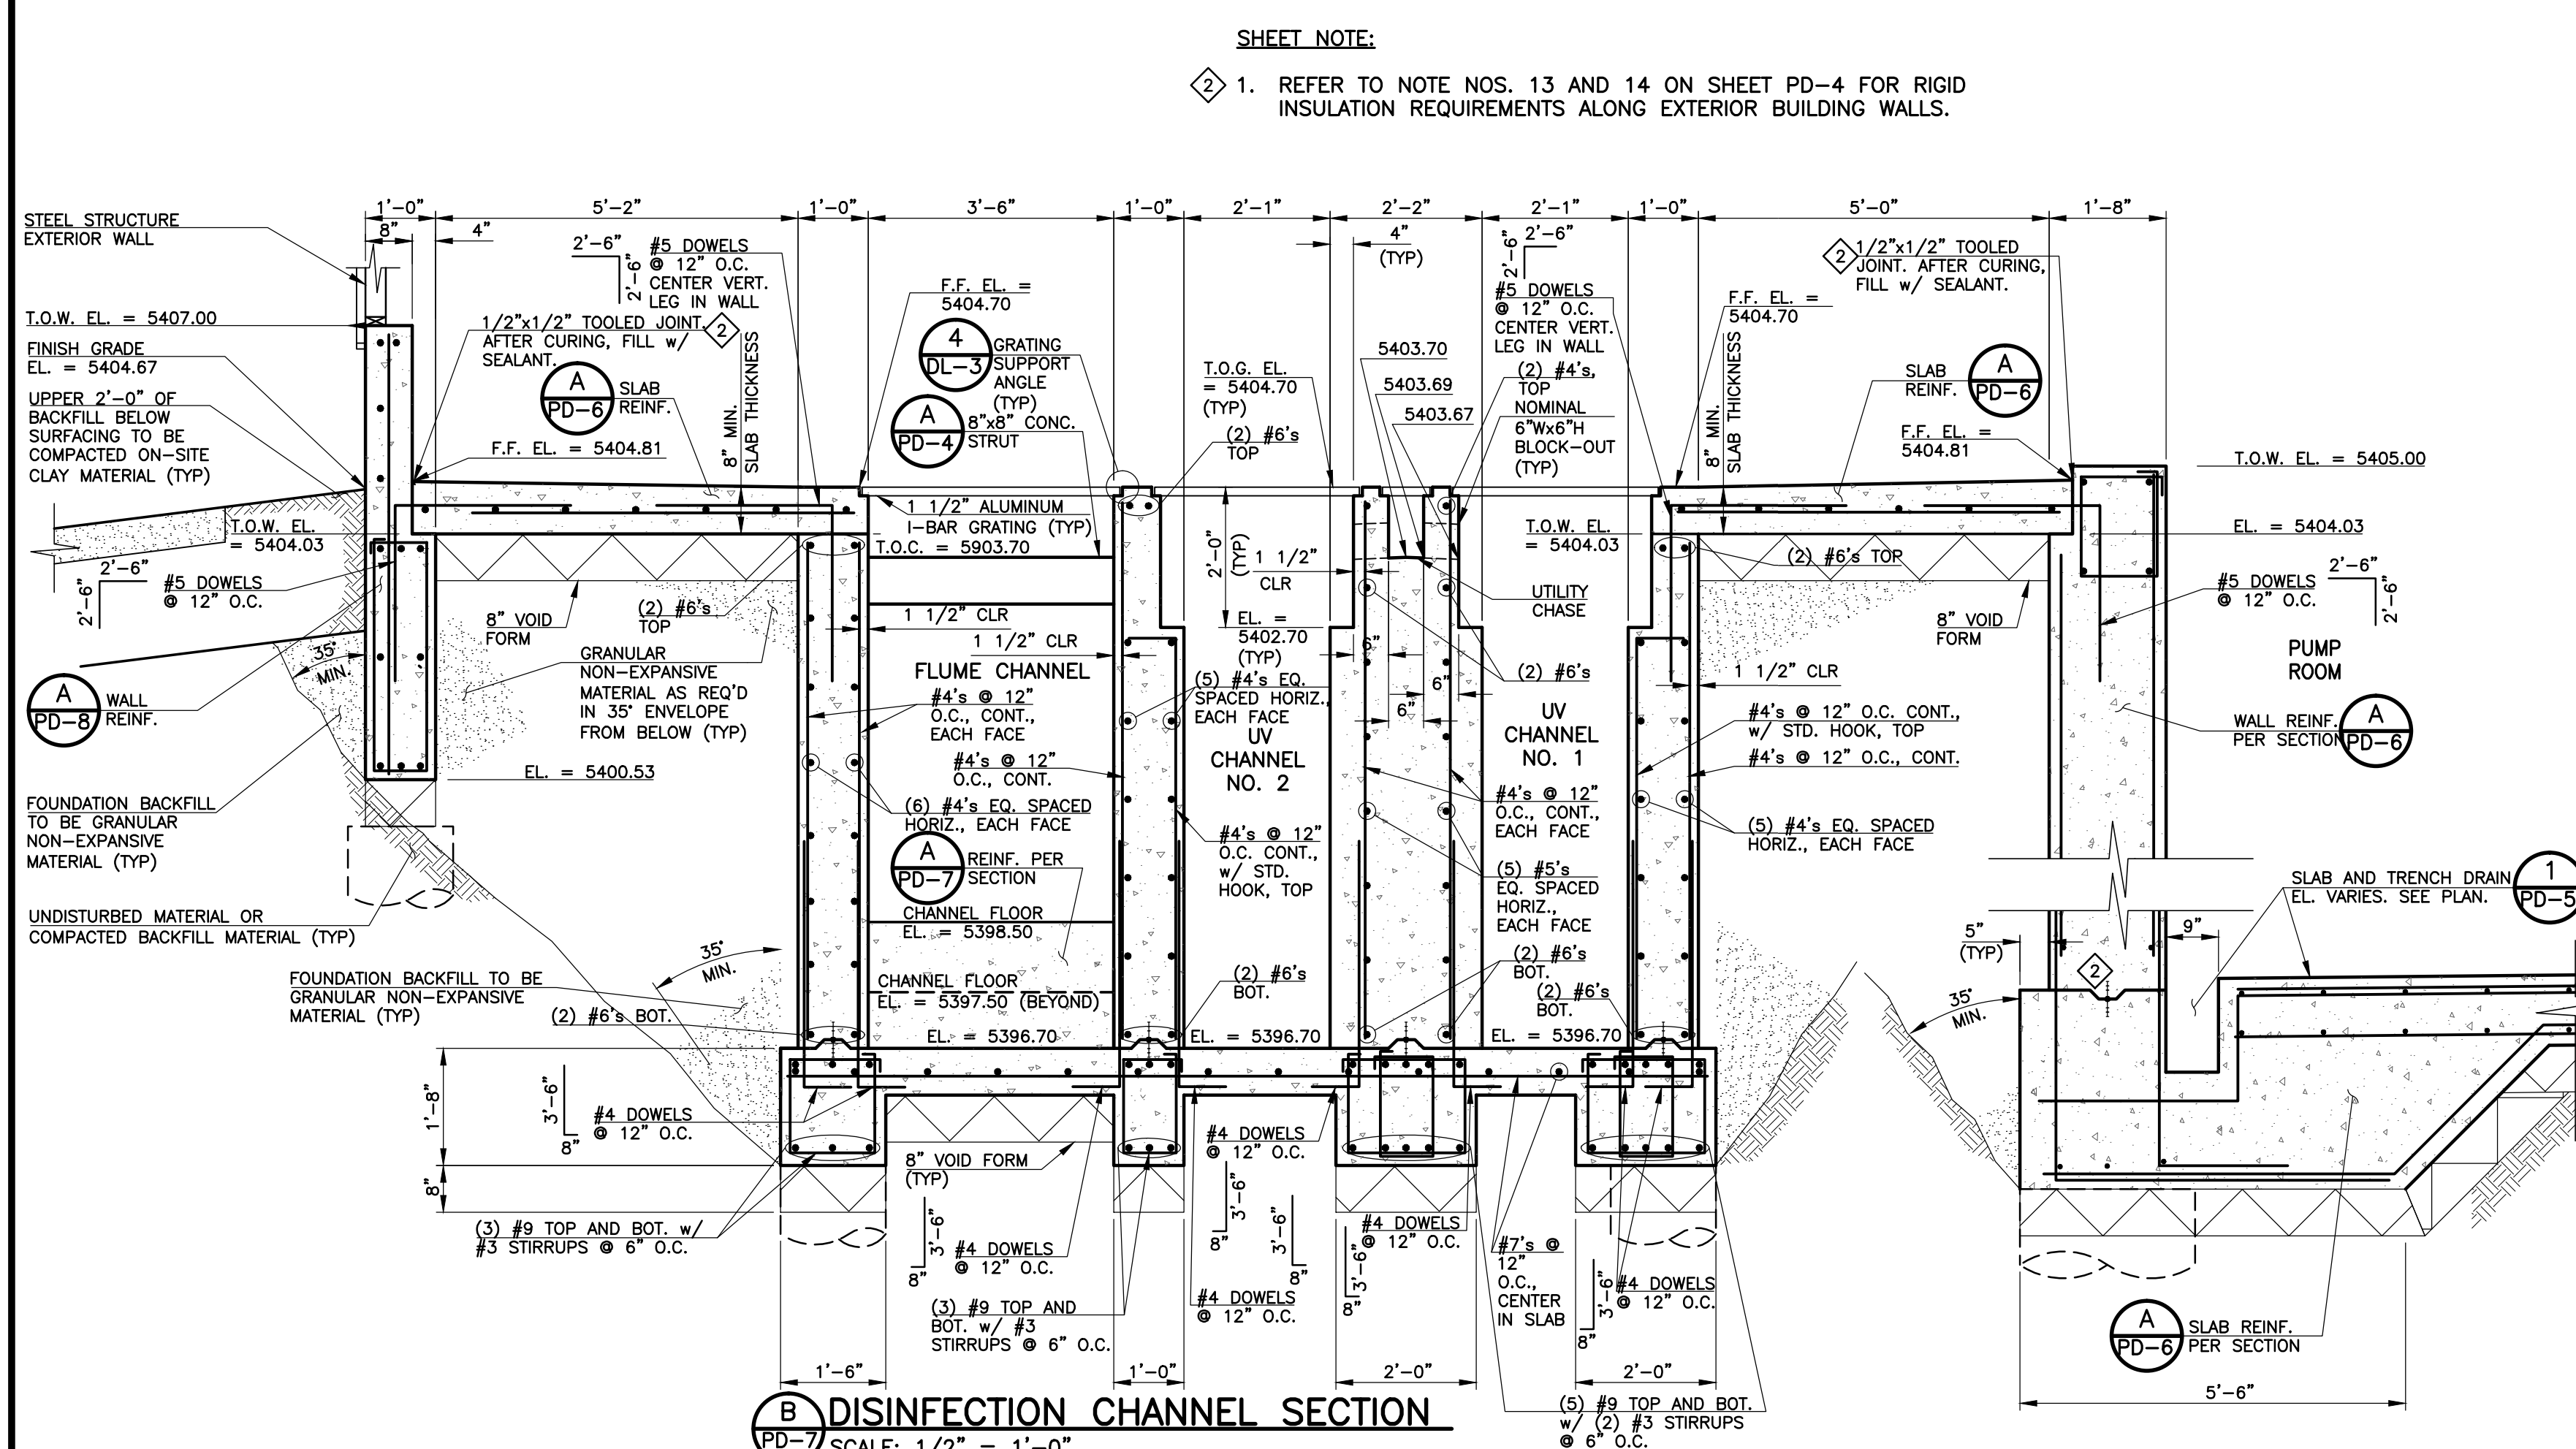 SHEET NOTE:
2 1. REFER TO NOTE NOS. 13 AND 14 ON SHEET PD-4 FOR RIGID
INSULATION REQUIREMENTS ALONG EXTERIOR BUILDING WALLS.
1'-0" 5'-2" 1'-0" 3'-6" 1'-0" 2'-1" 2'-2" 2'-1" 1'-0" 5'-0" 1'-8"
8" 4"
4"
(TYP)
STEEL STRUCTURE
EXTERIOR WALL
T.O.W. EL. = 5407.00
FINISH GRADE
EL. = 5404.67
UPPER 2'-0" OF
BACKFILL BELOW
SURFACING TO BE
COMPACTED ON-SITE
CLAY MATERIAL (TYP)
T.O.W. EL.
= 5404.03
2'-6"
2'-6"
#5 DOWELS
@ 12" O.C.
35°
MIN.
A
PD-8
WALL
REINF.
FOUNDATION BACKFILL
TO BE GRANULAR
NON-EXPANSIVE
MATERIAL (TYP)
UNDISTURBED MATERIAL OR
COMPACTED BACKFILL MATERIAL (TYP)
2'-6"
2'-6"
#5 DOWELS
@ 12" O.C.
CENTER VERT.
LEG IN WALL
1/2"x1/2" TOOLED JOINT.
AFTER CURING, FILL w/
SEALANT.
2
A
PD-6
SLAB
REINF.
8" MIN.
SLAB THICKNESS
F.F. EL. = 5404.81
8" VOID
FORM
(2) #6's
TOP
GRANULAR
NON-EXPANSIVE
MATERIAL AS REQ'D
IN 35° ENVELOPE
FROM BELOW (TYP)
EL. = 5400.53
35°
MIN.
FOUNDATION BACKFILL TO BE
GRANULAR NON-EXPANSIVE
MATERIAL (TYP)
(2) #6's BOT.
1'-8"
8"
3'-6"
8"
#4 DOWELS
@ 12" O.C.
(3) #9 TOP AND BOT. w/
#3 STIRRUPS @ 6" O.C.
F.F. EL. =
5404.70
4
DL-3
GRATING
SUPPORT
ANGLE
(TYP)
A
PD-4
8"x8" CONC.
STRUT
1 1/2" ALUMINUM
I-BAR GRATING (TYP)
T.O.C. = 5903.70
1 1/2" CLR
1 1/2" CLR
FLUME CHANNEL
#4's @ 12"
O.C., CONT.,
EACH FACE
#4's @ 12"
O.C., CONT.
(6) #4's EQ. SPACED
HORIZ., EACH FACE
A
PD-7
REINF. PER
SECTION
CHANNEL FLOOR
EL. = 5398.50
CHANNEL FLOOR
EL. = 5397.50 (BEYOND)
EL. = 5396.70
8" VOID FORM
(TYP)
3'-6"
8"
#4 DOWELS
@ 12" O.C.
(3) #9 TOP AND
BOT. w/ #3
STIRRUPS @ 6" O.C.
T.O.G. EL.
= 5404.70
(TYP)
(2) #6's
TOP
2'-0"
(TYP)
1 1/2"
CLR
EL. =
5402.70
(TYP)
(5) #4's EQ.
SPACED HORIZ.,
EACH FACE
UV
CHANNEL
NO. 2
#4's @ 12"
O.C. CONT.,
w/ STD.
HOOK, TOP
(2) #6's
BOT.
EL. = 5396.70
#4 DOWELS
@ 12" O.C.
3'-6"
8"
3'-6"
8"
#4 DOWELS
@ 12" O.C.
5403.70
5403.69
5403.67
6"
6"
6"
2'-6"
2'-6"
#5 DOWELS
@ 12" O.C.
CENTER VERT.
LEG IN WALL
(2) #4's,
TOP
NOMINAL
6"Wx6"H
BLOCK-OUT
(TYP)
T.O.W. EL.
= 5404.03
UTILITY
CHASE
(2) #6's
UV
CHANNEL
NO. 1
#4's @ 12"
O.C., CONT.,
EACH FACE
(5) #5's
EQ. SPACED
HORIZ.,
EACH FACE
(2) #6's
BOT.
(2) #6's
BOT.
EL. = 5396.70
3'-6"
8"
#4 DOWELS
@ 12" O.C.
#7's @
12"
O.C.,
CENTER
IN SLAB
3'-6"
8"
#4 DOWELS
@ 12" O.C.
(5) #9 TOP AND BOT.
w/ (2) #3 STIRRUPS
@ 6" O.C.
2
1/2"x1/2" TOOLED
JOINT. AFTER CURING,
FILL w/ SEALANT.
F.F. EL. =
5404.70
8" MIN.
SLAB THICKNESS
SLAB
REINF.
A
PD-6
F.F. EL. =
5404.81
(2) #6's TOP
8" VOID
FORM
1 1/2" CLR
#4's @ 12" O.C. CONT.,
w/ STD. HOOK, TOP
#4's @ 12" O.C., CONT.
(5) #4's EQ. SPACED
HORIZ., EACH FACE
T.O.W. EL. = 5405.00
EL. = 5404.03
#5 DOWELS
@ 12" O.C.
2'-6"
2'-6"
PUMP
ROOM
WALL REINF.
PER SECTION
A
PD-6
SLAB AND TRENCH DRAIN
EL. VARIES. SEE PLAN.
1
PD-5
5"
(TYP)
9"
2
35°
MIN.
A
PD-6
SLAB REINF.
PER SECTION
1'-6" 1'-0" 2'-0" 2'-0" 5'-6"
B
PD-7
DISINFECTION CHANNEL SECTION
SCALE: 1/2" = 1'-0"